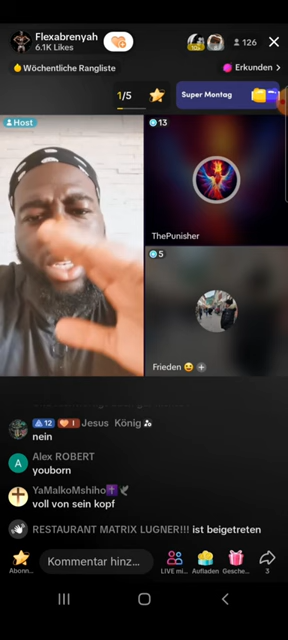 Flexabrenyah
6.1K Likes
126
Wöchentliche Rangliste
Erkunden >
1/5
Super Montag
Host
13
ThePunisher
5
Frieden
12 I Jesus König
nein
Alex ROBERT
youborn
YaMalkoMshiho
voll von sein kopf
RESTAURANT MATRIX LUGNER!!! ist beigetreten
Abonn...
Kommentar hinz...
LIVE mi...
Aufladen
Gesche...
3